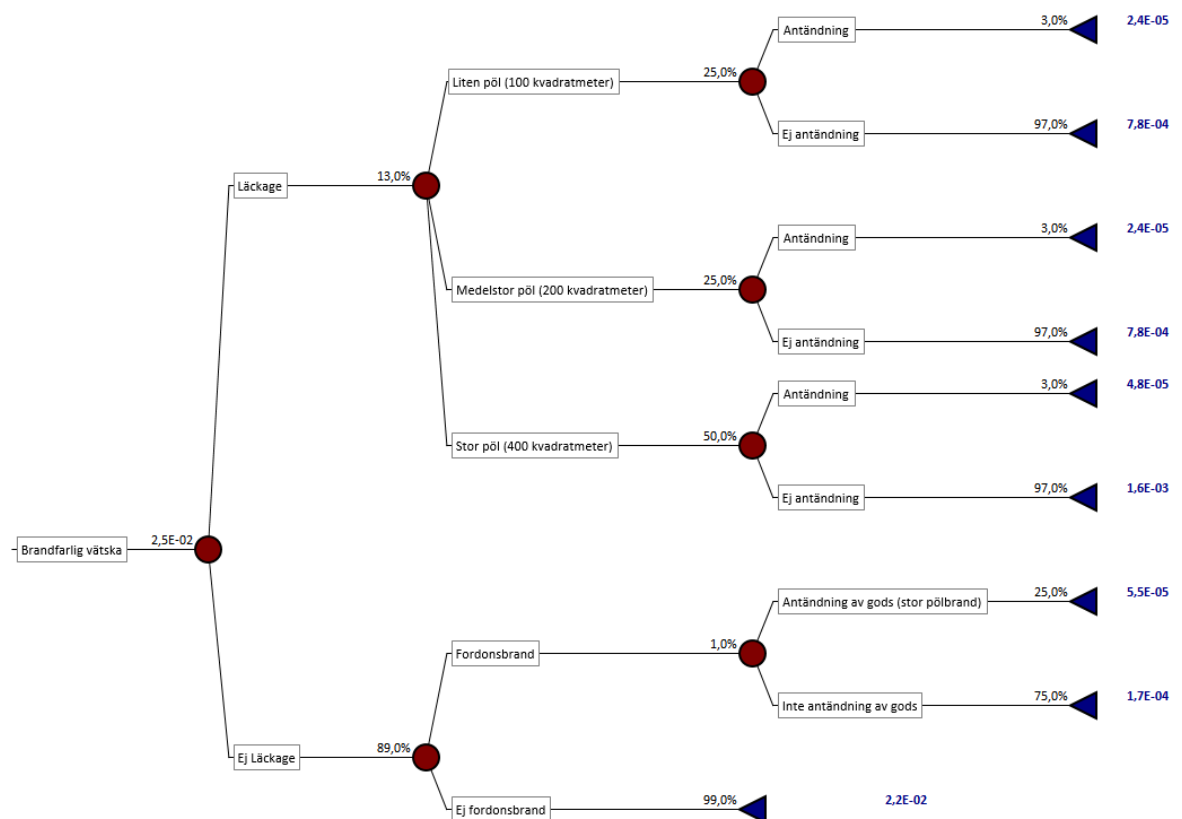 Antändning 3,0% 2,4E-05
Liten pöl (100 kvadratmeter) 25,0%
Ej antändning 97,0% 7,8E-04
Läckage 13,0%
Antändning 3,0% 2,4E-05
Medelstor pöl (200 kvadratmeter) 25,0%
Ej antändning 97,0% 7,8E-04
Antändning 3,0% 4,8E-05
Stor pöl (400 kvadratmeter) 50,0%
Ej antändning 97,0% 1,6E-03
Brandfarlig vätska 2,5E-02
Antändning av gods (stor pölbrand) 25,0% 5,5E-05
Fordonsbrand 1,0%
Inte antändning av gods 75,0% 1,7E-04
Ej Läckage 89,0%
Ej fordonsbrand 99,0% 2,2E-02